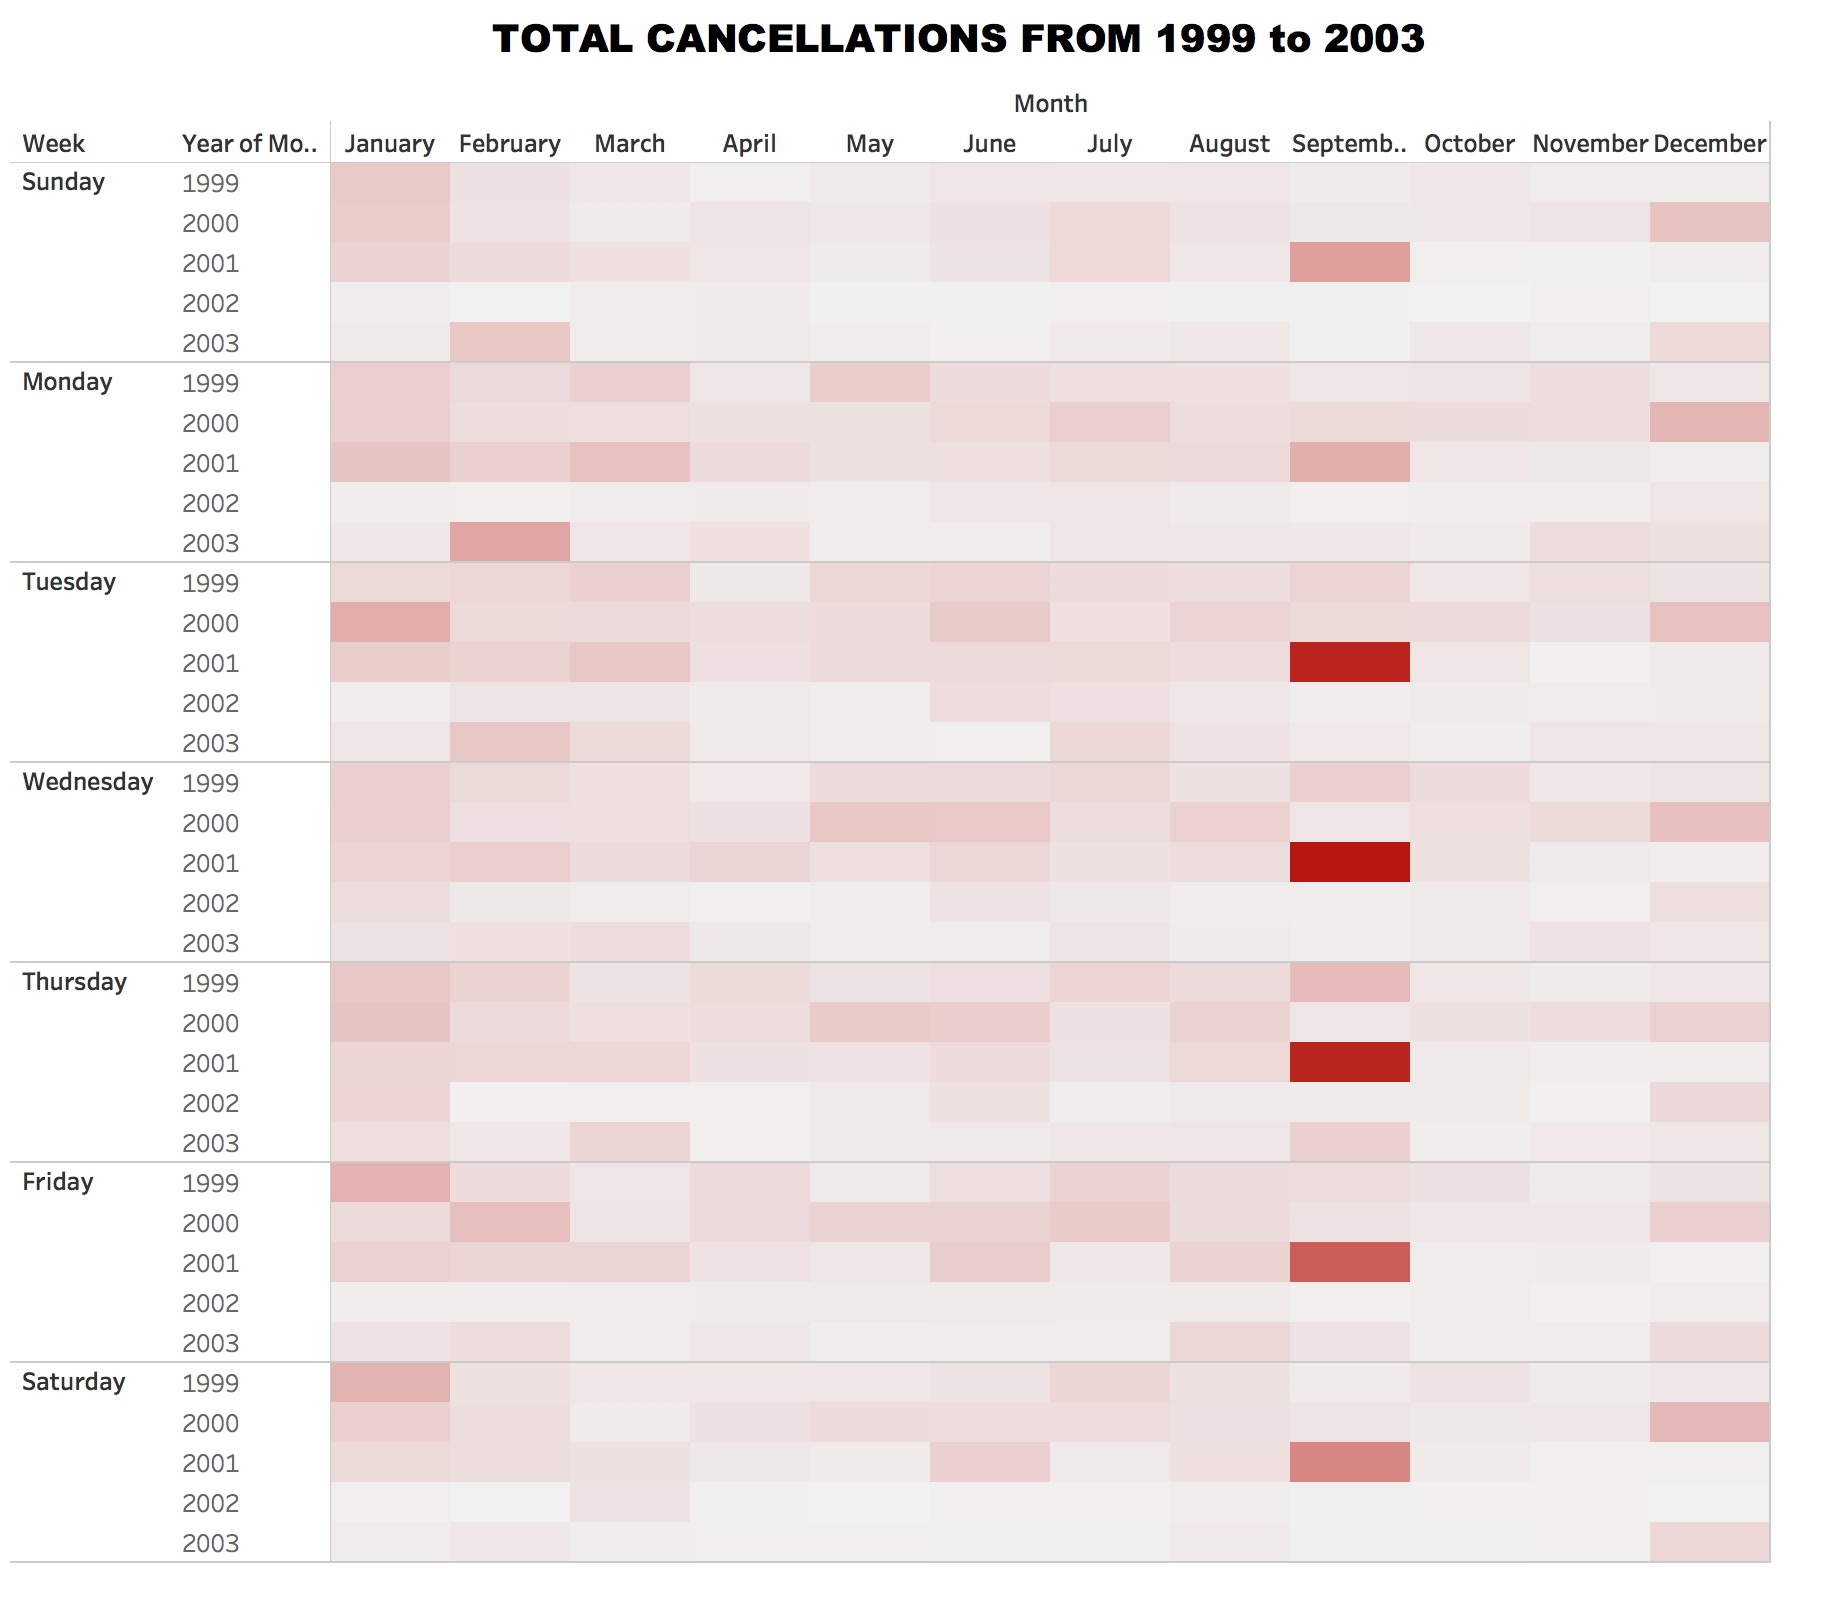 TOTAL CANCELLATIONS FROM 1999 to 2003
Month
Week Year of Mo.. January February March April May June July August Septemb.. October November December
Sunday 1999
2000
2001
2002
2003
Monday 1999
2000
2001
2002
2003
Tuesday 1999
2000
2001
2002
2003
Wednesday 1999
2000
2001
2002
2003
Thursday 1999
2000
2001
2002
2003
Friday 1999
2000
2001
2002
2003
Saturday 1999
2000
2001
2002
2003